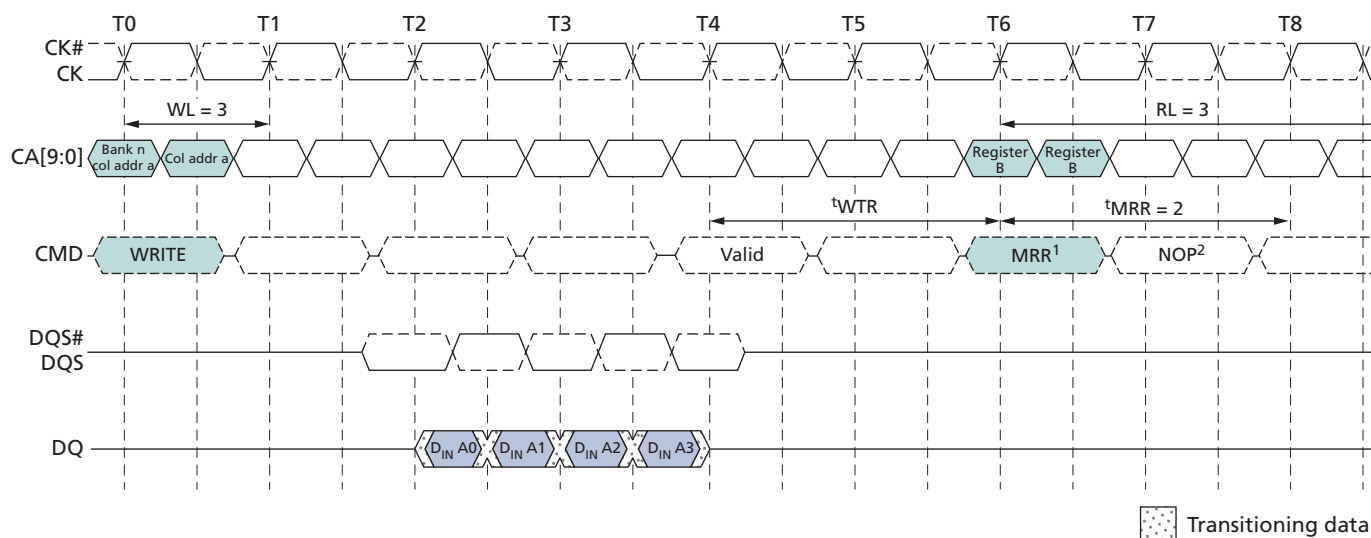 T0 T1 T2 T3 T4 T5 T6 T7 T8
CK#
CK
WL = 3
RL = 3
CA[9:0]
Bank n
col addr a
Col addr a
Register
B
Register
B
tWTR
tMRR = 2
CMD
WRITE
Valid
MRR1
NOP2
DQS#
DQS
DQ
DIN A0
DIN A1
DIN A2
DIN A3
Transitioning data